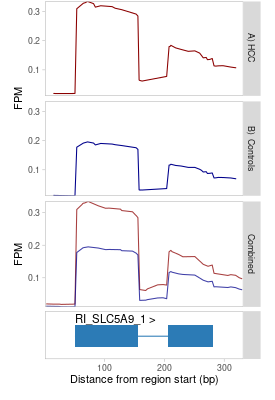 0.3
0.2
0.1
FPM
A) HCC
0.3
0.2
0.1
B) Controls
0.3
0.2
0.1
FPM
Combined
RI_SLC5A9_1 >
100
200
300
Distance from region start (bp)